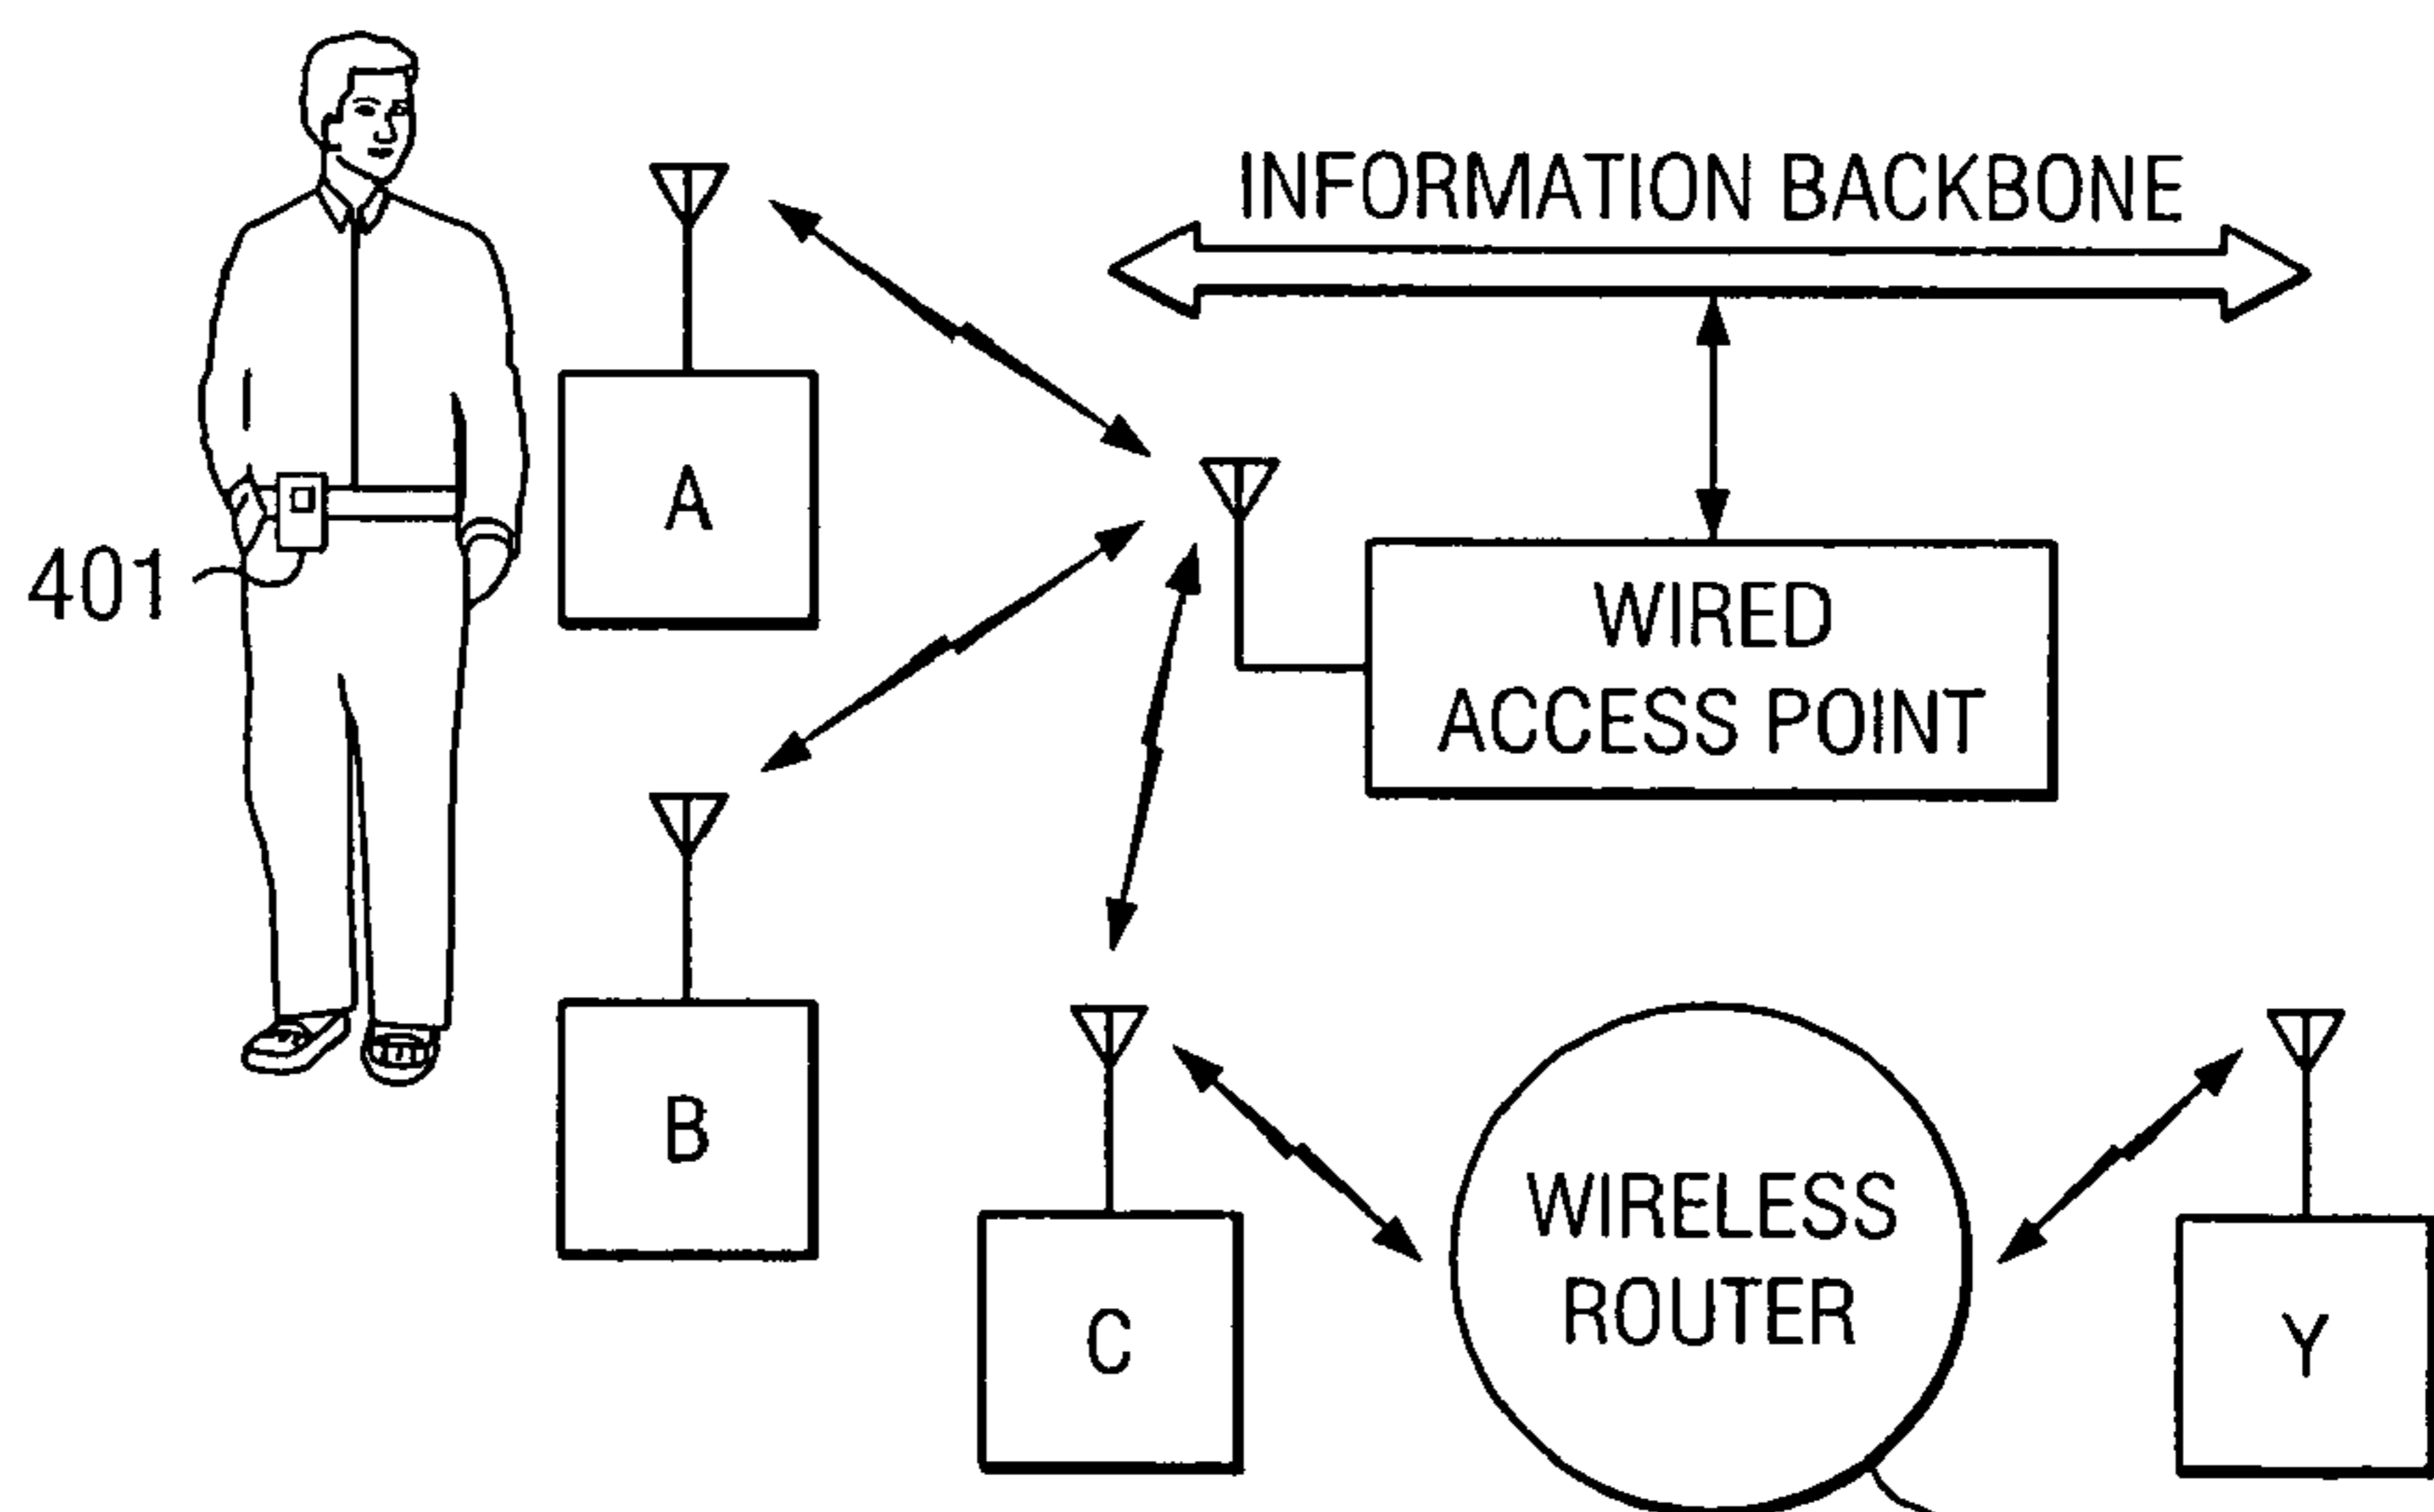 INFORMATION BACKBONE
A
401
WIRED
ACCESS POINT
B
C
WIRELESS
ROUTER
Y